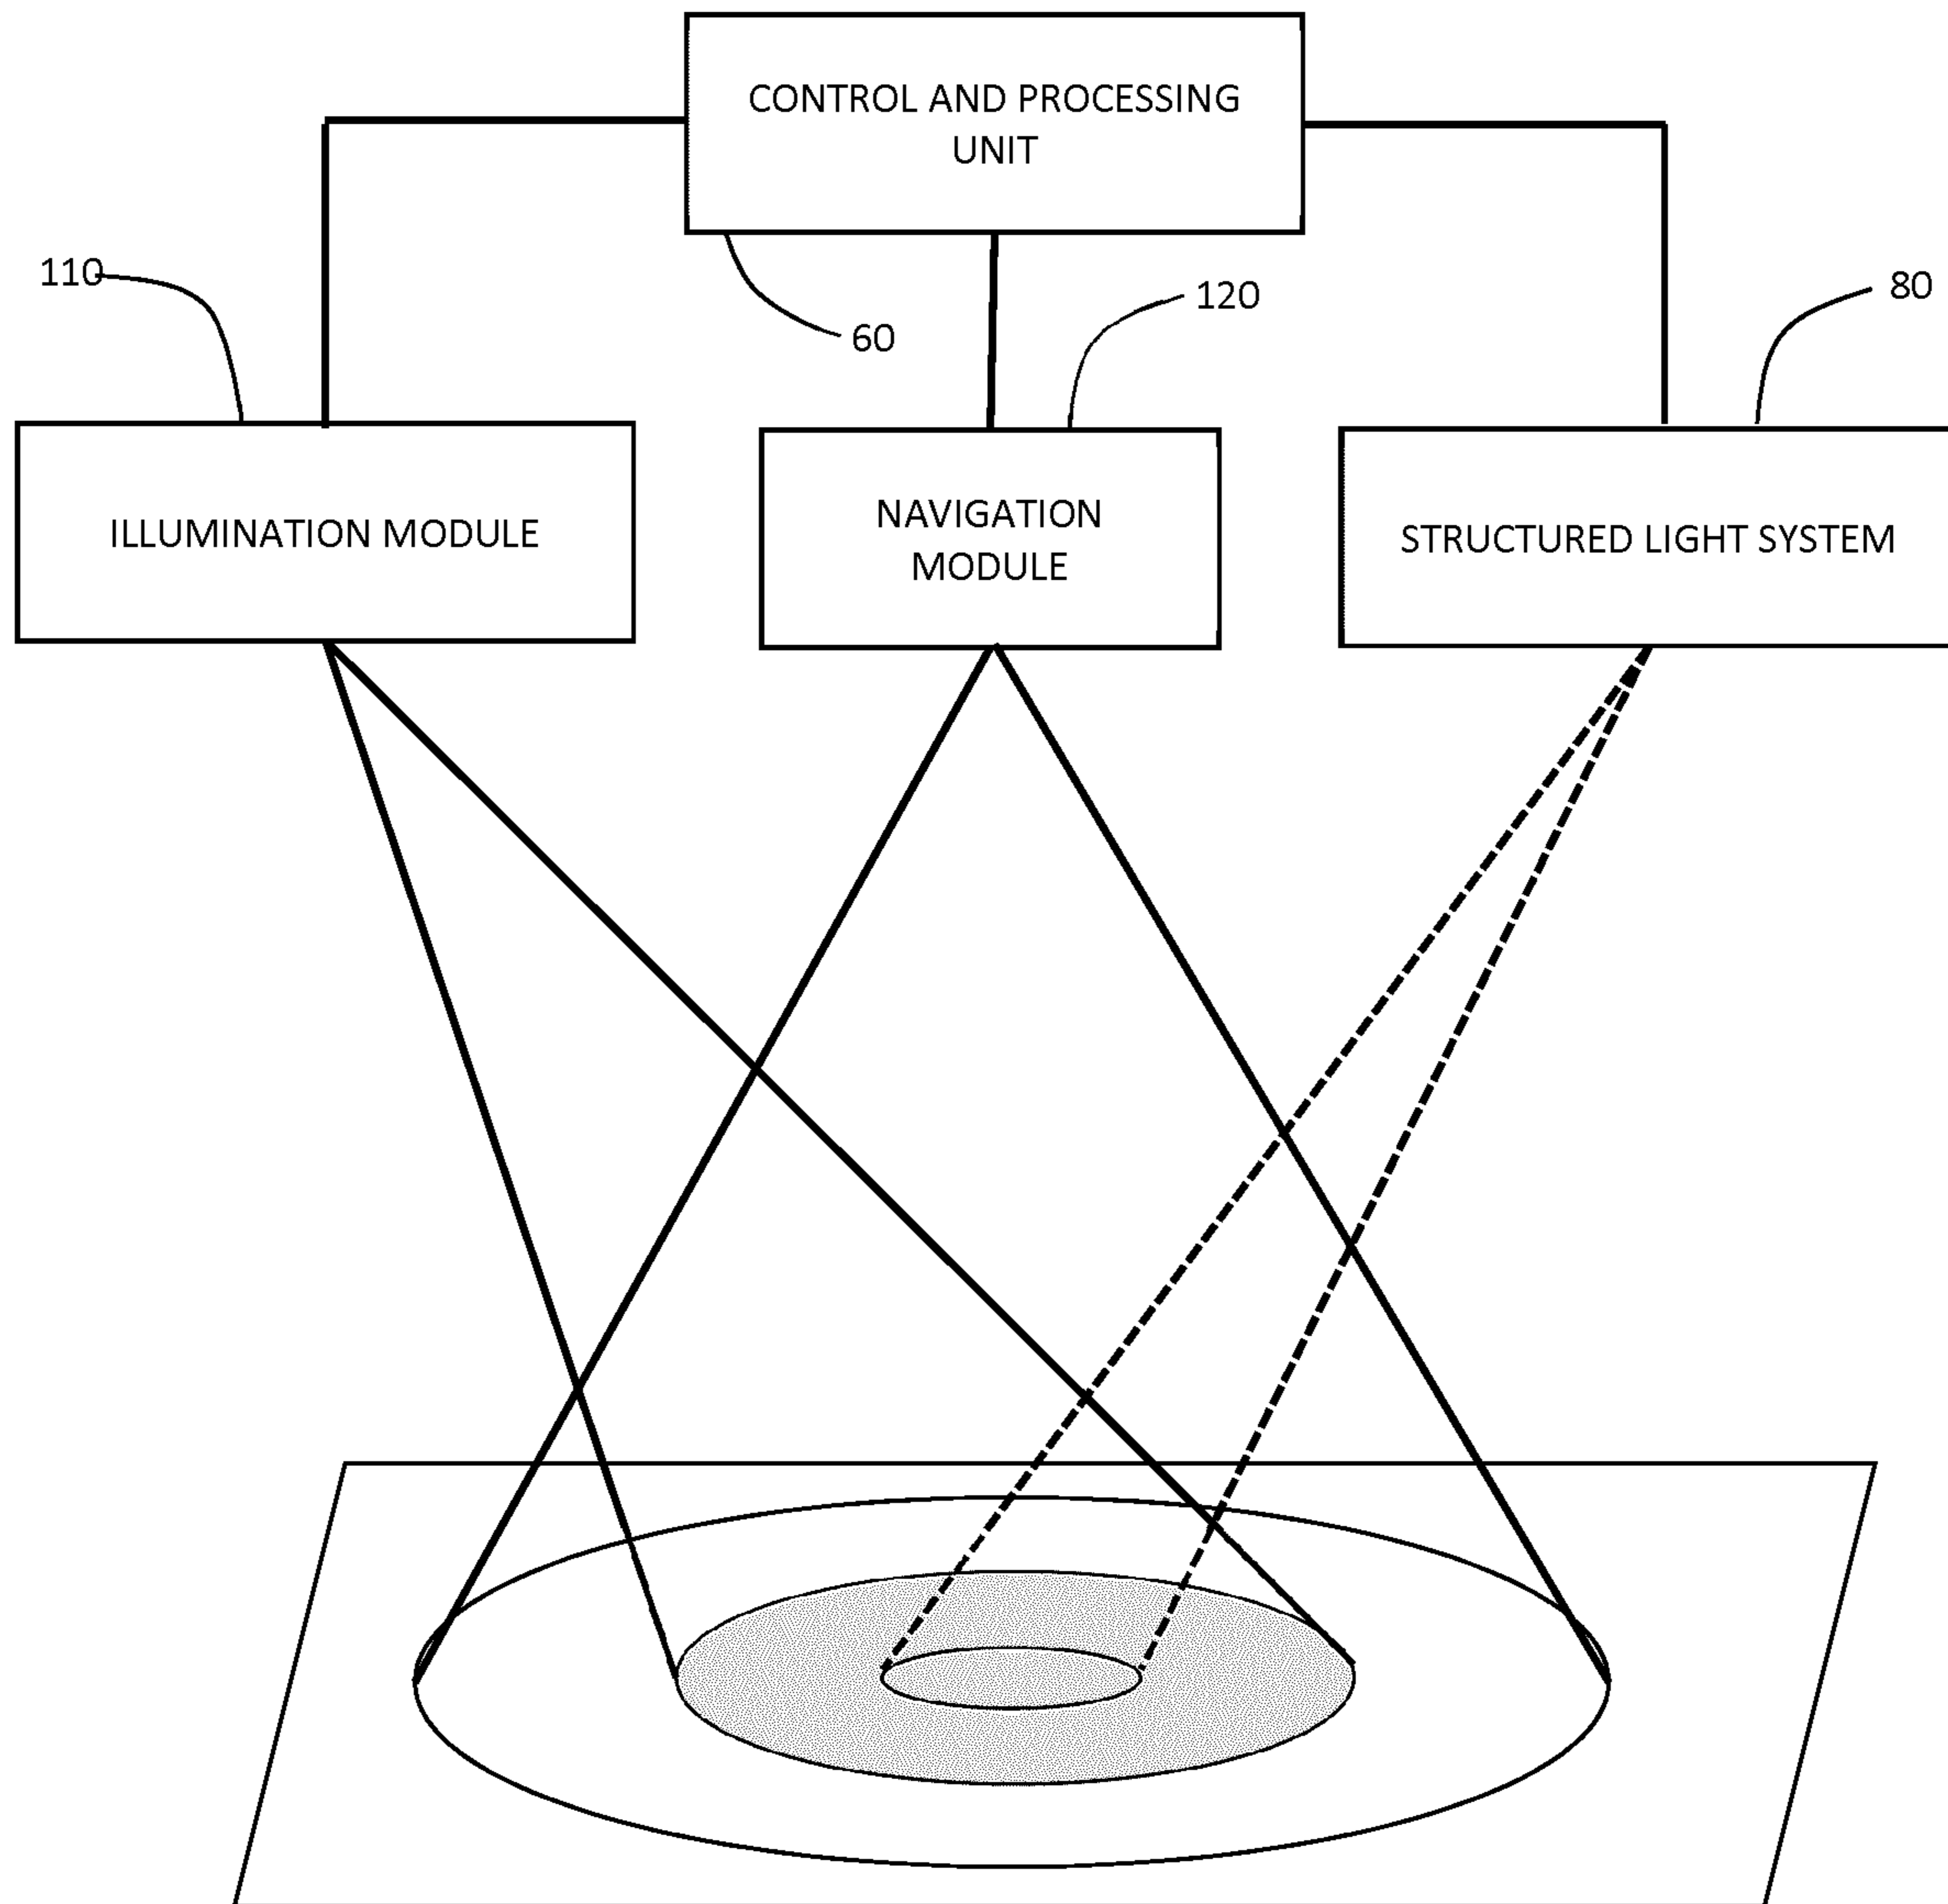 CONTROL AND PROCESSING
UNIT
110
60
120
80
ILLUMINATION MODULE
NAVIGATION
MODULE
STRUCTURED LIGHT SYSTEM